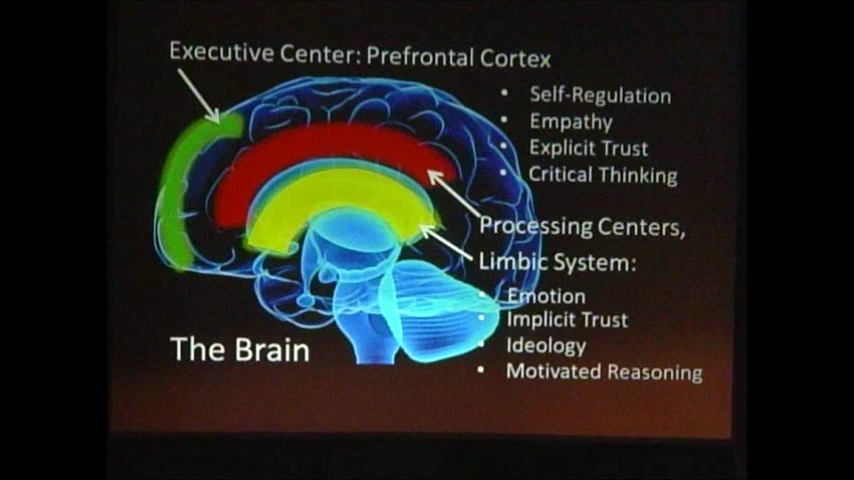 Executive Center: Prefrontal Cortex
• Self-Regulation
• Empathy
• Explicit Trust
• Critical Thinking
Processing Centers,
Limbic System:
• Emotion
• Implicit Trust
• Ideology
• Motivated Reasoning
The Brain